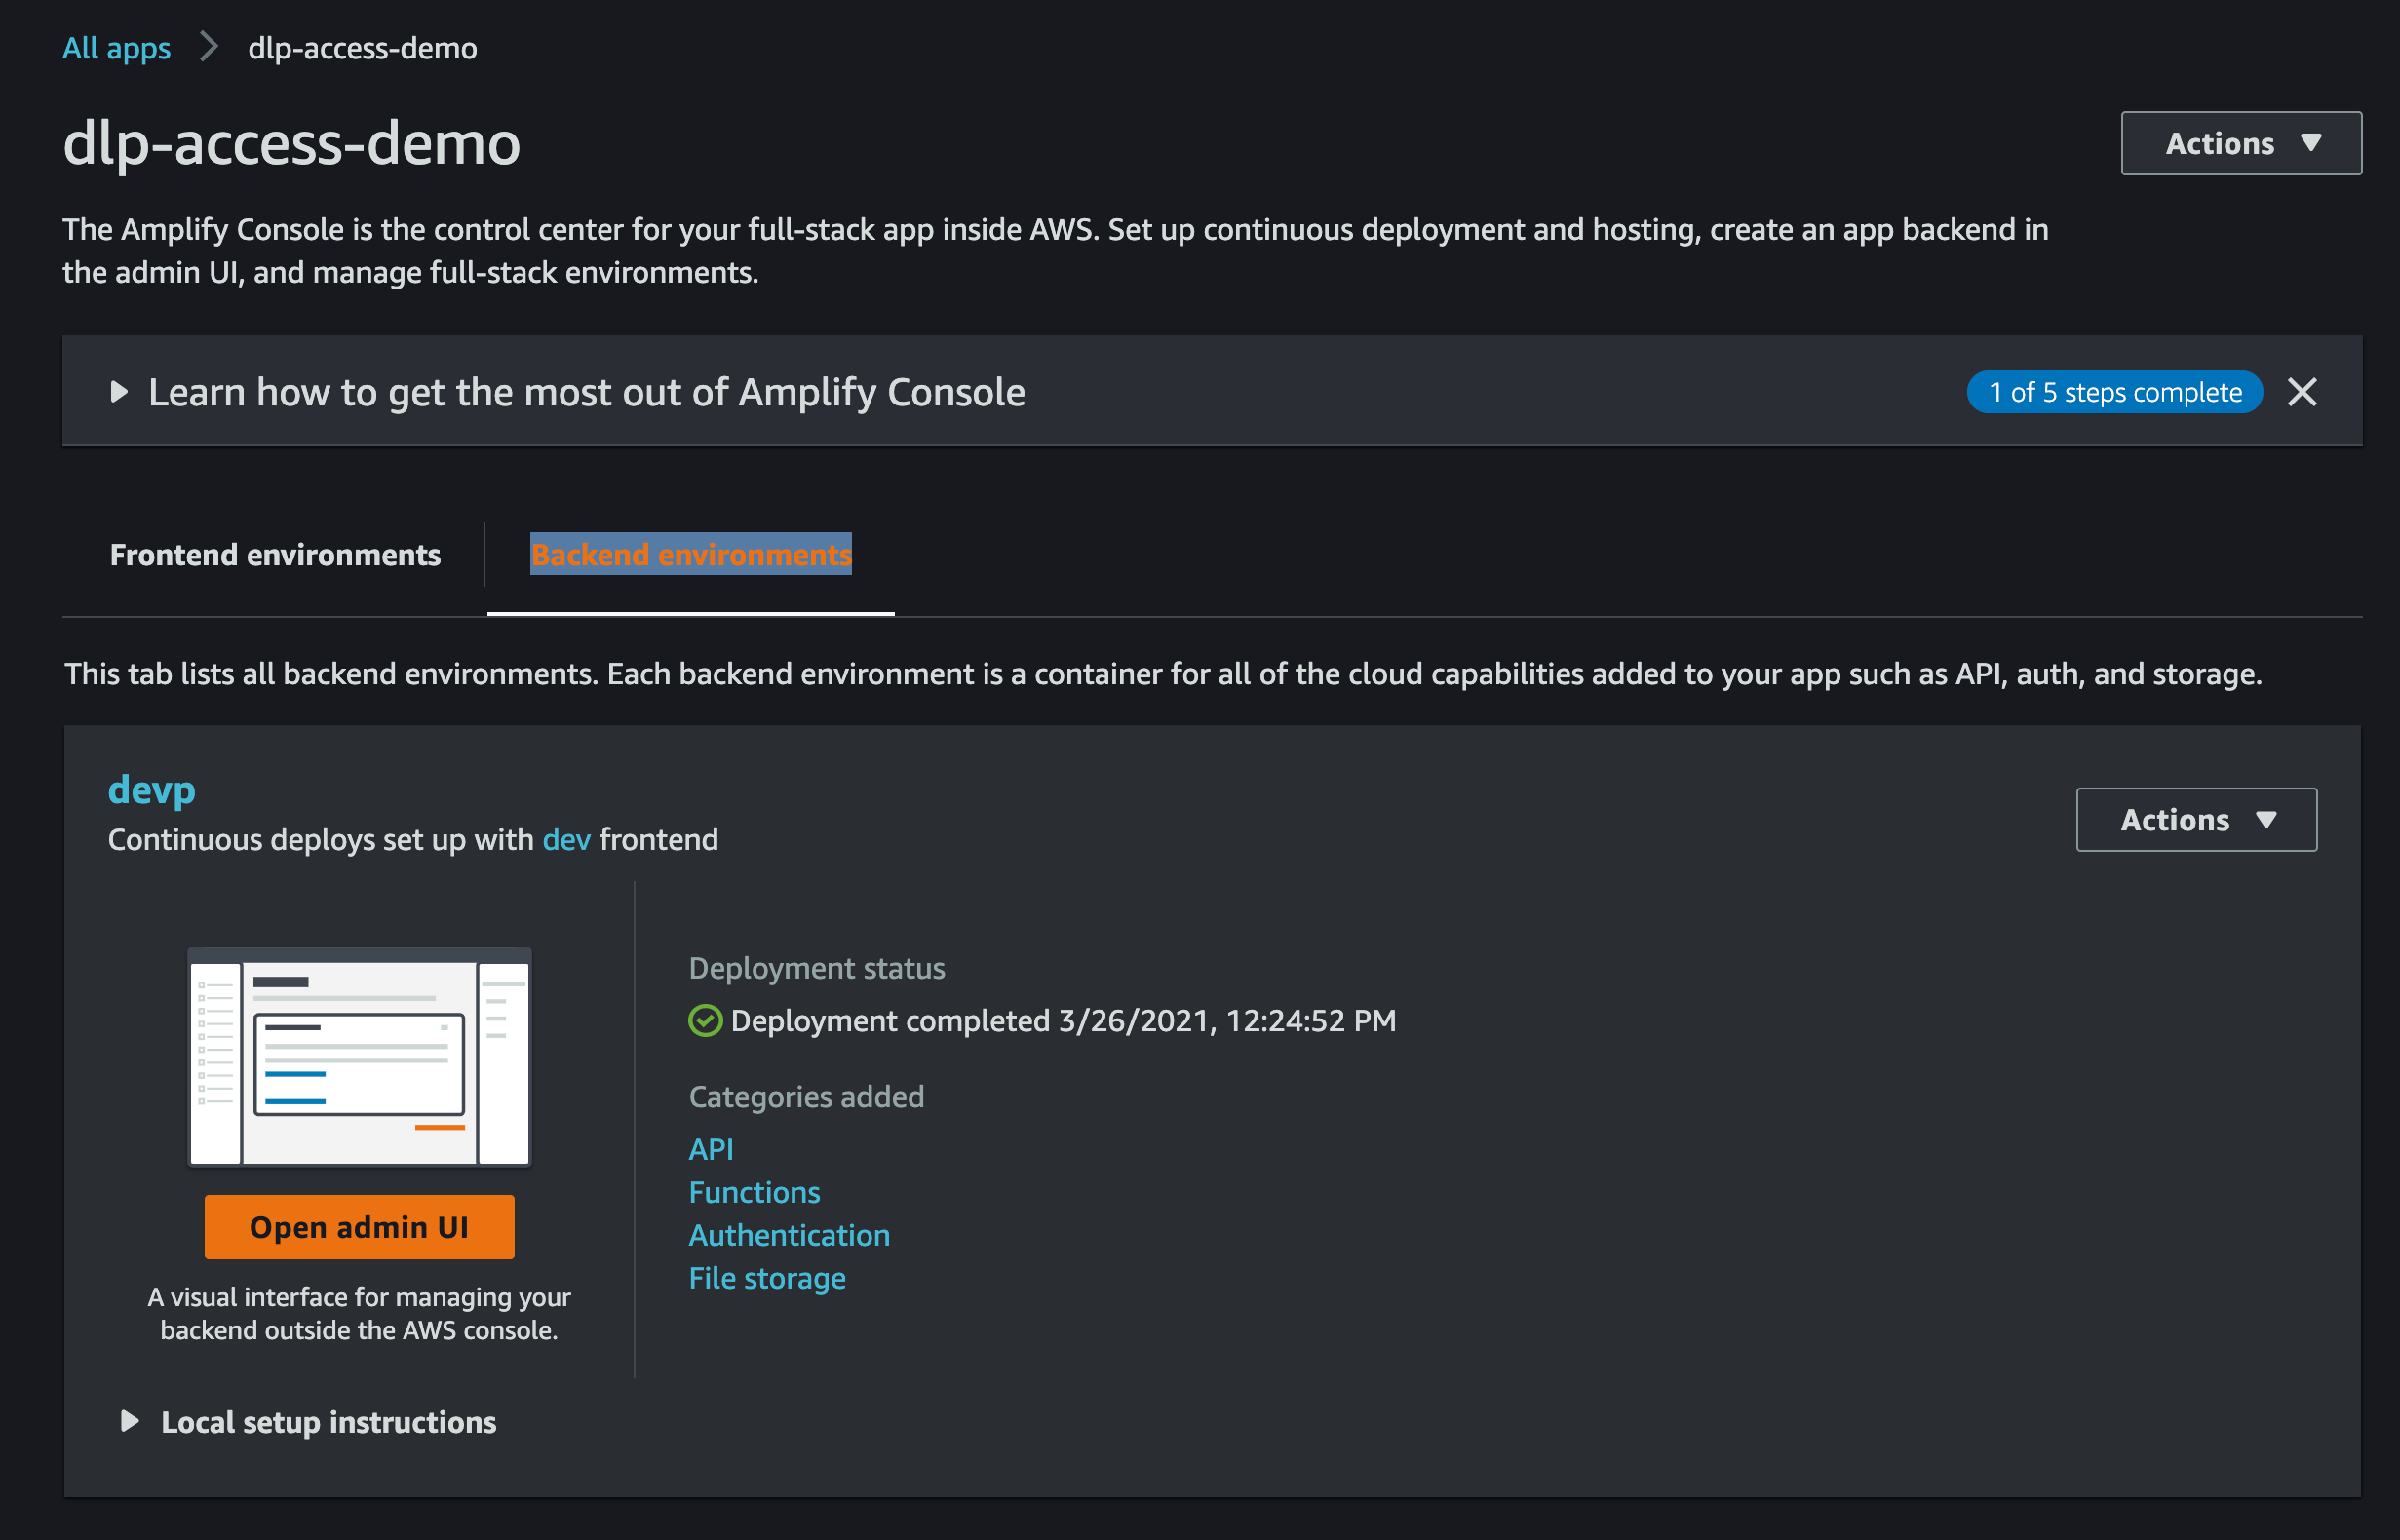 All apps > dlp-access-demo
dlp-access-demo
Actions
The Amplify Console is the control center for your full-stack app inside AWS. Set up continuous deployment and hosting, create an app backend in
the admin UI, and manage full-stack environments.
Learn how to get the most out of Amplify Console
1 of 5 steps complete
Frontend environments
Backend environments
This tab lists all backend environments. Each backend environment is a container for all of the cloud capabilities added to your app such as API, auth, and storage.
devp
Continuous deploys set up with dev frontend
Actions
Deployment status
Deployment completed 3/26/2021, 12:24:52 PM
Categories added
API
Functions
Authentication
File storage
Open admin UI
A visual interface for managing your
backend outside the AWS console.
Local setup instructions